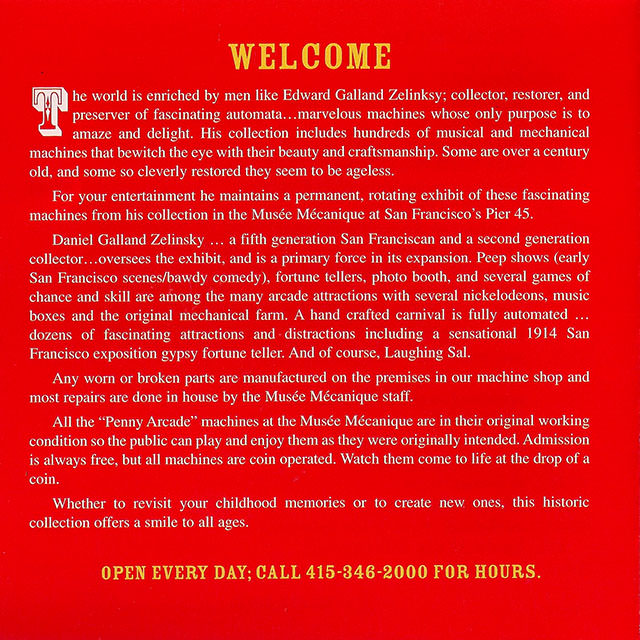 WELCOME
The world is enriched by men like Edward Galland Zelinksy; collector, restorer, and
preserver of fascinating automata…marvelous machines whose only purpose is to
amaze and delight. His collection includes hundreds of musical and mechanical
machines that bewitch the eye with their beauty and craftsmanship. Some are over a century
old, and some so cleverly restored they seem to be ageless.
For your entertainment he maintains a permanent, rotating exhibit of these fascinating
machines from his collection in the Musée Mécanique at San Francisco's Pier 45.
Daniel Galland Zelinsky … a fifth generation San Franciscan and a second generation
collector…oversees the exhibit, and is a primary force in its expansion. Peep shows (early
San Francisco scenes/bawdy comedy), fortune tellers, photo booth, and several games of
chance and skill are among the many arcade attractions with several nickelodeons, music
boxes and the original mechanical farm. A hand crafted carnival is fully automated …
dozens of fascinating attractions and distractions including a sensational 1914 San
Francisco exposition gypsy fortune teller. And of course, Laughing Sal.
Any worn or broken parts are manufactured on the premises in our machine shop and
most repairs are done in house by the Musée Mécanique staff.
All the “Penny Arcade” machines at the Musée Mécanique are in their original working
condition so the public can play and enjoy them as they were originally intended. Admission
is always free, but all machines are coin operated. Watch them come to life at the drop of a
coin.
Whether to revisit your childhood memories or to create new ones, this historic
collection offers a smile to all ages.
OPEN EVERY DAY; CALL 415-346-2000 FOR HOURS.